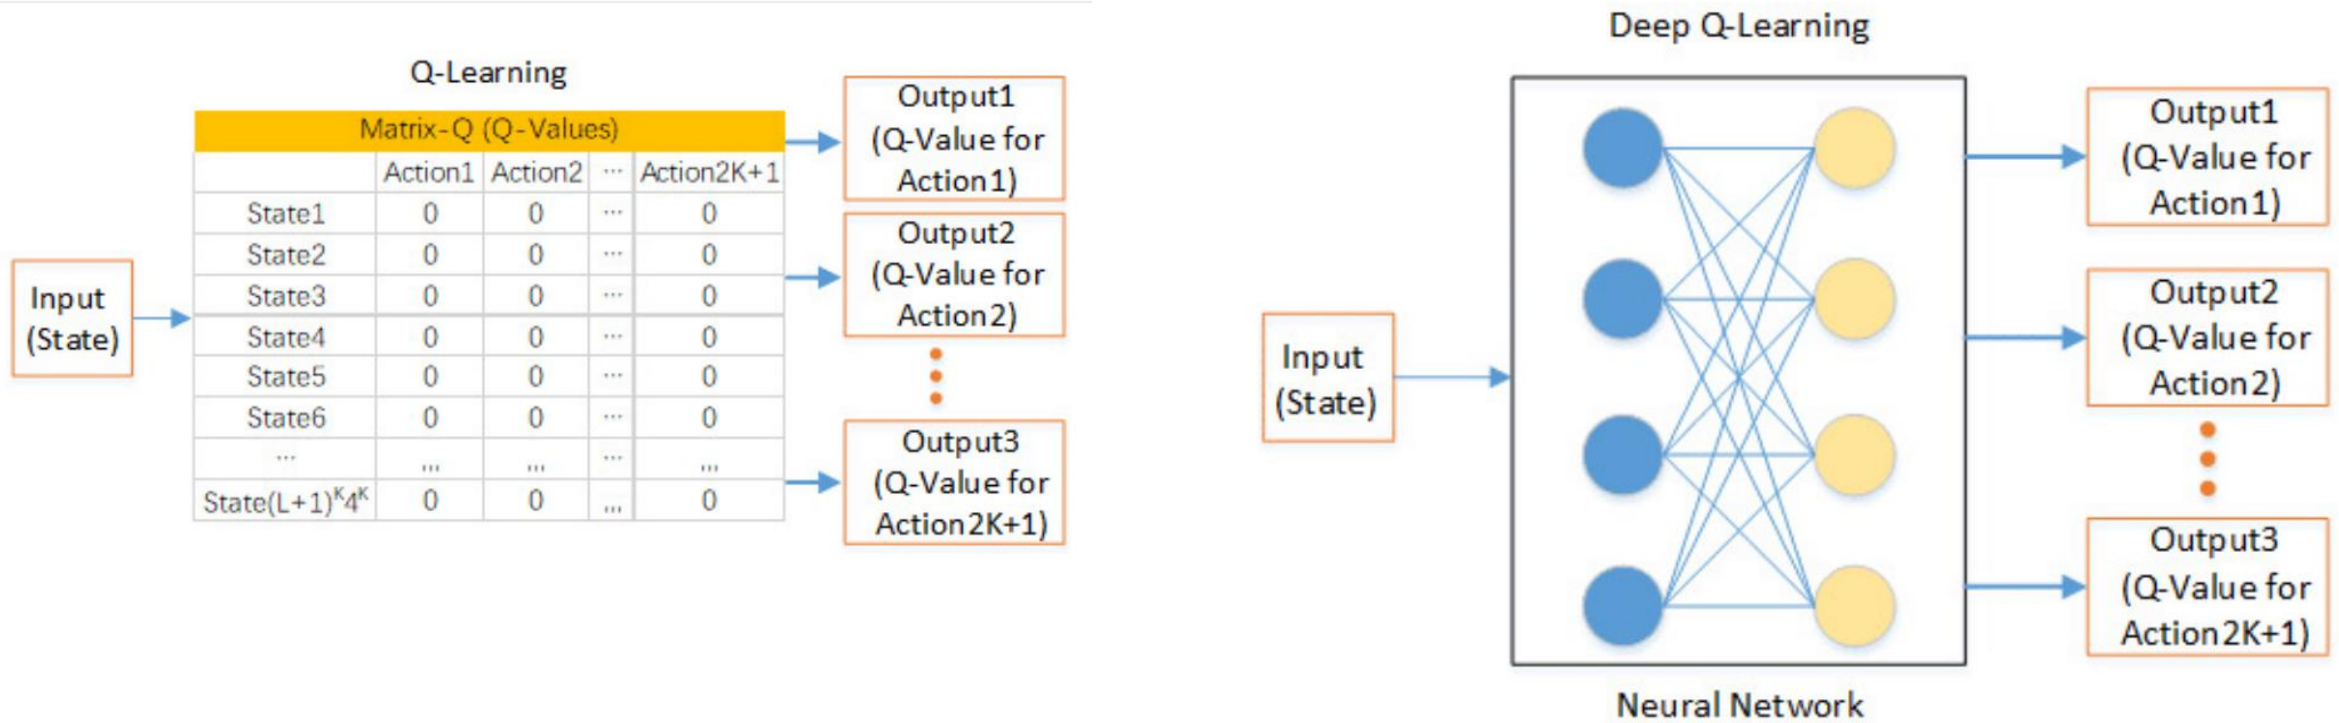 Q-Learning
Matrix-Q (Q-Values)
Action1 Action2 ··· Action2K+1
State1 0 0 ··· 0
State2 0 0 ··· 0
State3 0 0 ··· 0
State4 0 0 ··· 0
State5 0 0 ··· 0
State6 0 0 ··· 0
··· ,,, ,,, ··· ,,,
State(L+1)ᴷ4ᴷ 0 0 ,,, 0
Input
(State)
Output1
(Q-Value for
Action1)
Output2
(Q-Value for
Action2)
Output3
(Q-Value for
Action2K+1)
Deep Q-Learning
Input
(State)
Output1
(Q-Value for
Action1)
Output2
(Q-Value for
Action2)
Output3
(Q-Value for
Action2K+1)
Neural Network